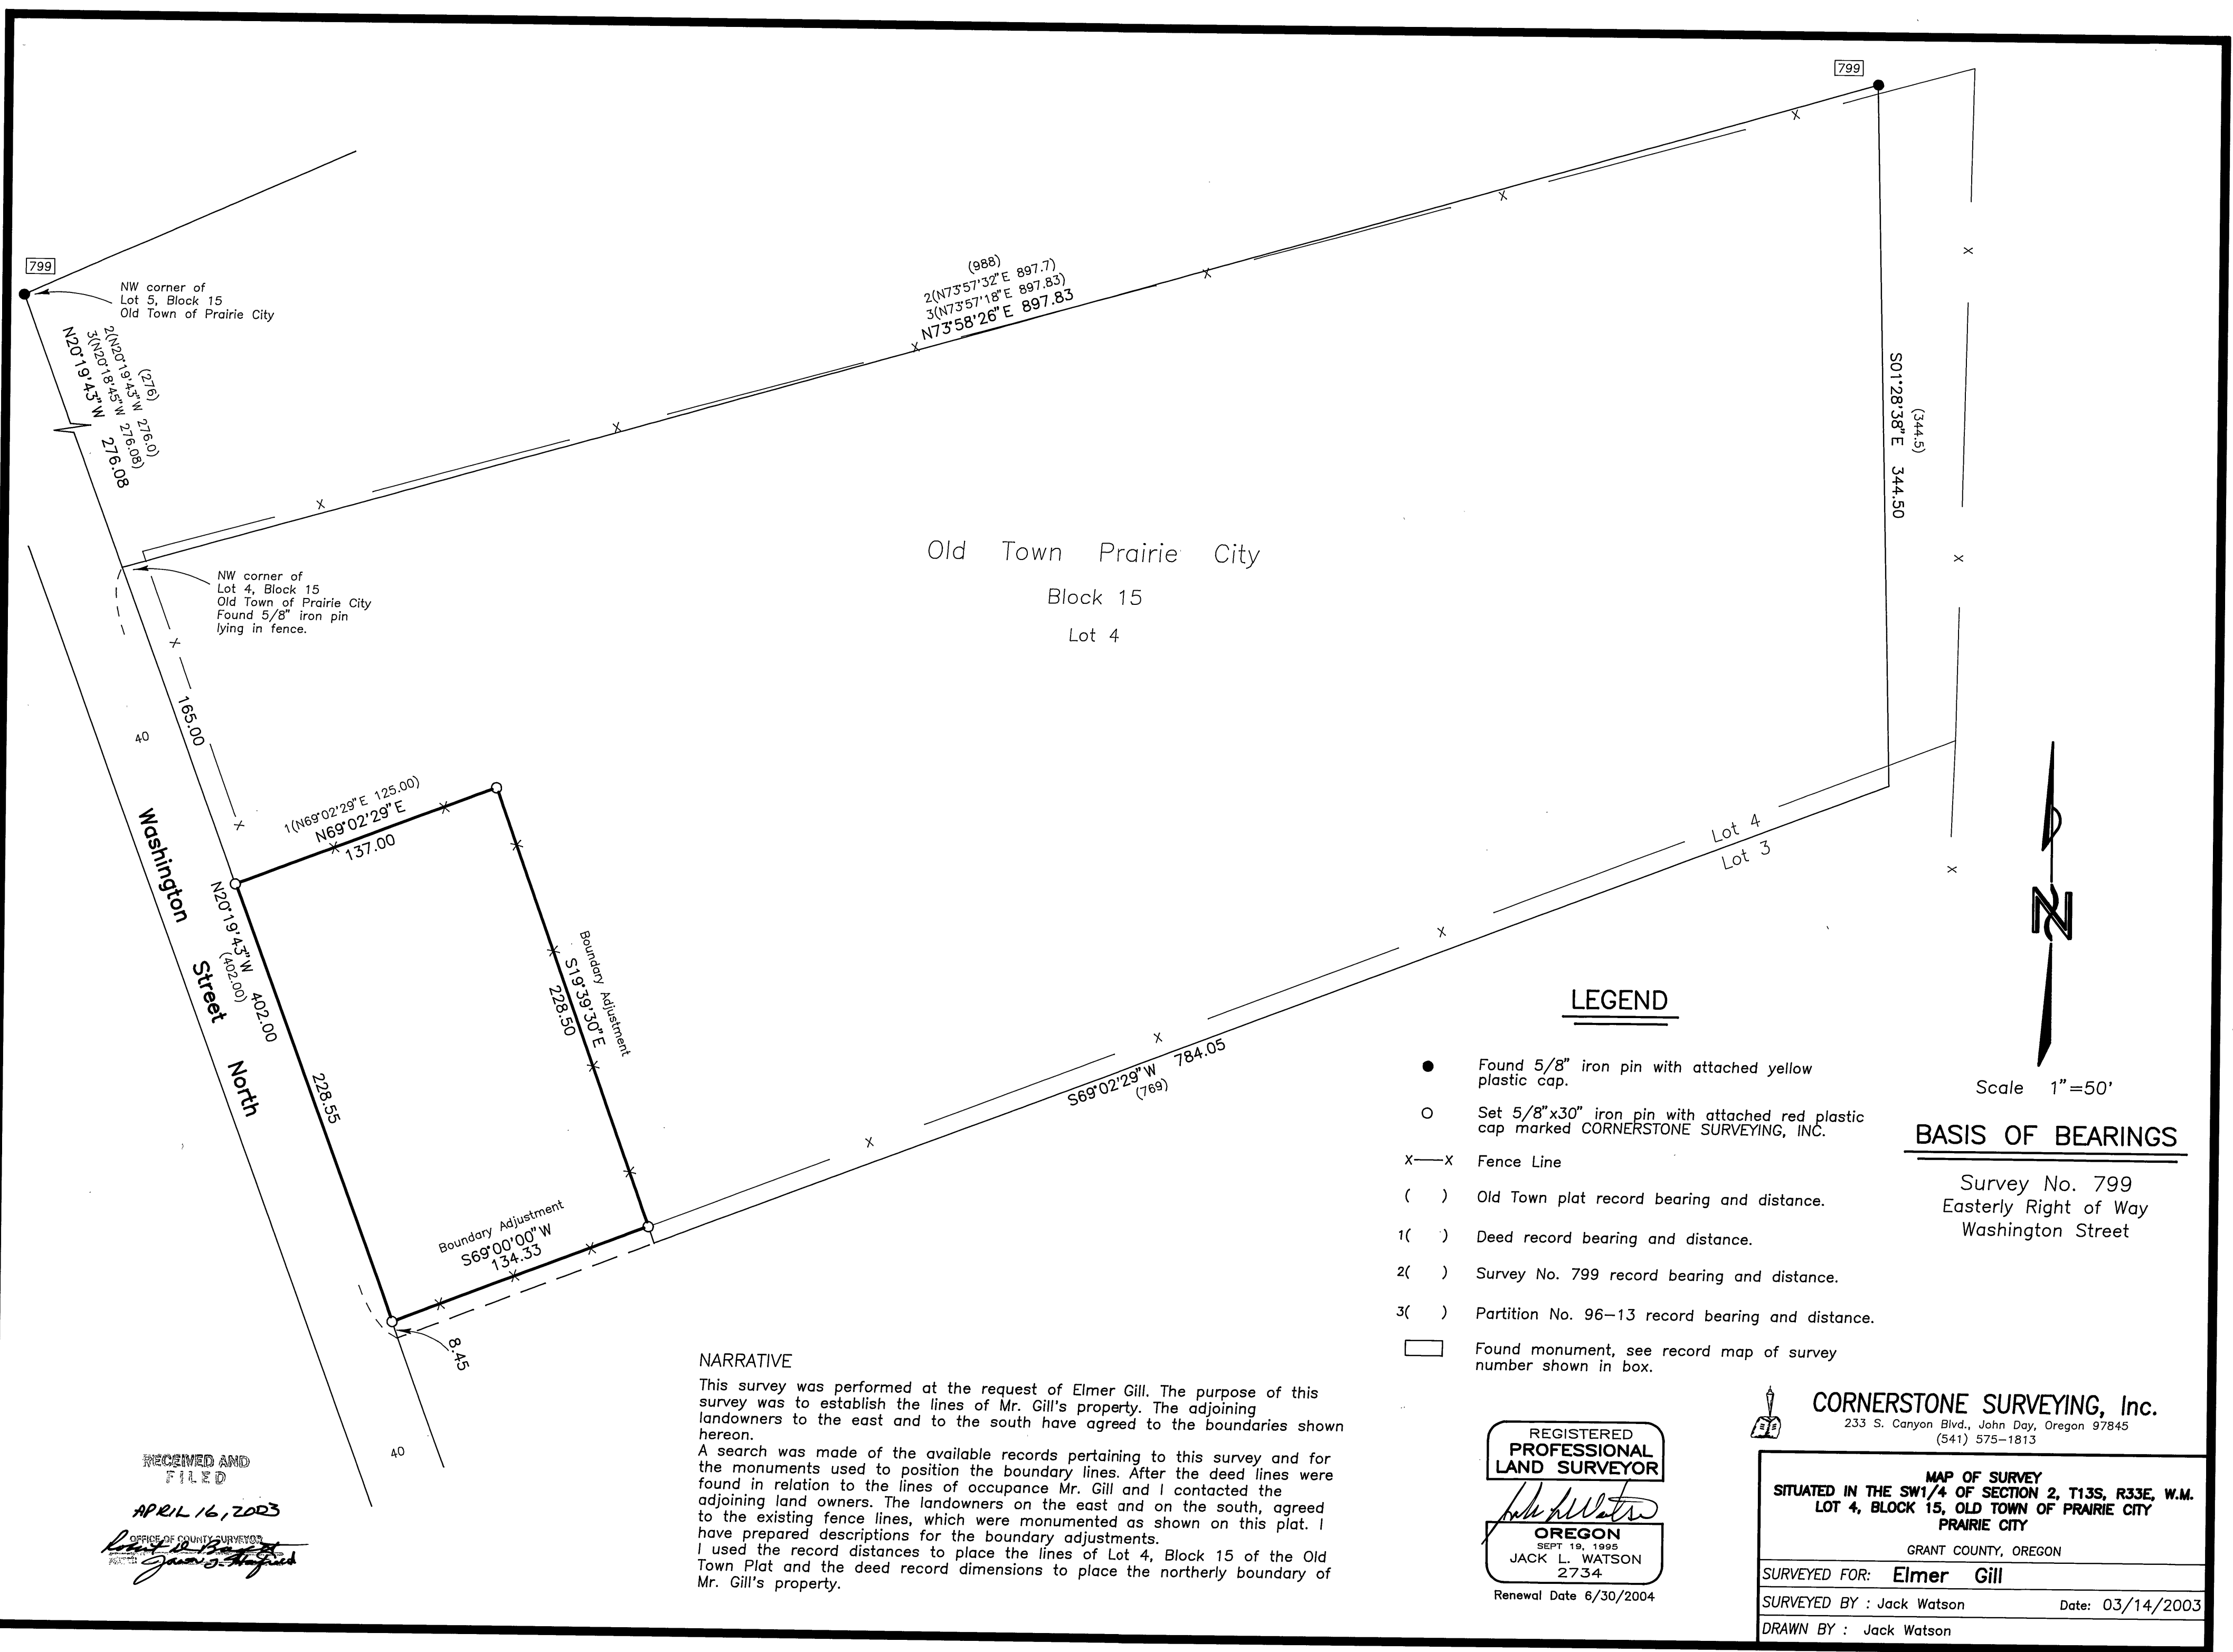 799
799
NW corner of
Lot 5, Block 15
Old Town of Prairie City
(276)
2(N20°19'43"W 276.0)
3(N20°18'45"W 276.08)
N20°19'43"W 276.08
(988)
2(N73°57'32"E 897.7)
3(N73°57'18"E 897.83)
N73°58'26"E 897.83
(344.5)
S01°28'38"E 344.50
NW corner of
Lot 4, Block 15
Old Town of Prairie City
Found 5/8" iron pin
lying in fence.
Old Town Prairie City
Block 15
Lot 4
165.00
40
Washington Street North
1(N69°02'29"E 125.00)
N69°02'29"E
137.00
N20°19'43"W 402.00
(402.00)
228.55
Boundary Adjustment
S19°39'30"E
228.50
Boundary Adjustment
S69°00'00"W
134.33
8.45
40
Lot 4
Lot 3
S69°02'29"W 784.05
(769)
N
Scale 1"=50'
BASIS OF BEARINGS
Survey No. 799
Easterly Right of Way
Washington Street
LEGEND
Found 5/8" iron pin with attached yellow
plastic cap.
Set 5/8"x30" iron pin with attached red plastic
cap marked CORNERSTONE SURVEYING, INC.
X—X Fence Line
( ) Old Town plat record bearing and distance.
1( ) Deed record bearing and distance.
2( ) Survey No. 799 record bearing and distance.
3( ) Partition No. 96-13 record bearing and distance.
Found monument, see record map of survey
number shown in box.
NARRATIVE
This survey was performed at the request of Elmer Gill. The purpose of this
survey was to establish the lines of Mr. Gill's property. The adjoining
landowners to the east and to the south have agreed to the boundaries shown
hereon.
A search was made of the available records pertaining to this survey and for
the monuments used to position the boundary lines. After the deed lines were
found in relation to the lines of occupance Mr. Gill and I contacted the
adjoining land owners. The landowners on the east and on the south, agreed
to the existing fence lines, which were monumented as shown on this plat. I
have prepared descriptions for the boundary adjustments.
I used the record distances to place the lines of Lot 4, Block 15 of the Old
Town Plat and the deed record dimensions to place the northerly boundary of
Mr. Gill's property.
RECEIVED AND
FILED
APRIL 16, 2003
OFFICE OF COUNTY SURVEYOR
REGISTERED
PROFESSIONAL
LAND SURVEYOR
OREGON
SEPT 19, 1995
JACK L. WATSON
2734
Renewal Date 6/30/2004
CORNERSTONE SURVEYING, Inc.
233 S. Canyon Blvd., John Day, Oregon 97845
(541) 575-1813
MAP OF SURVEY
SITUATED IN THE SW1/4 OF SECTION 2, T13S, R33E, W.M.
LOT 4, BLOCK 15, OLD TOWN OF PRAIRIE CITY
PRAIRIE CITY
GRANT COUNTY, OREGON
SURVEYED FOR: Elmer Gill
SURVEYED BY : Jack Watson Date: 03/14/2003
DRAWN BY : Jack Watson